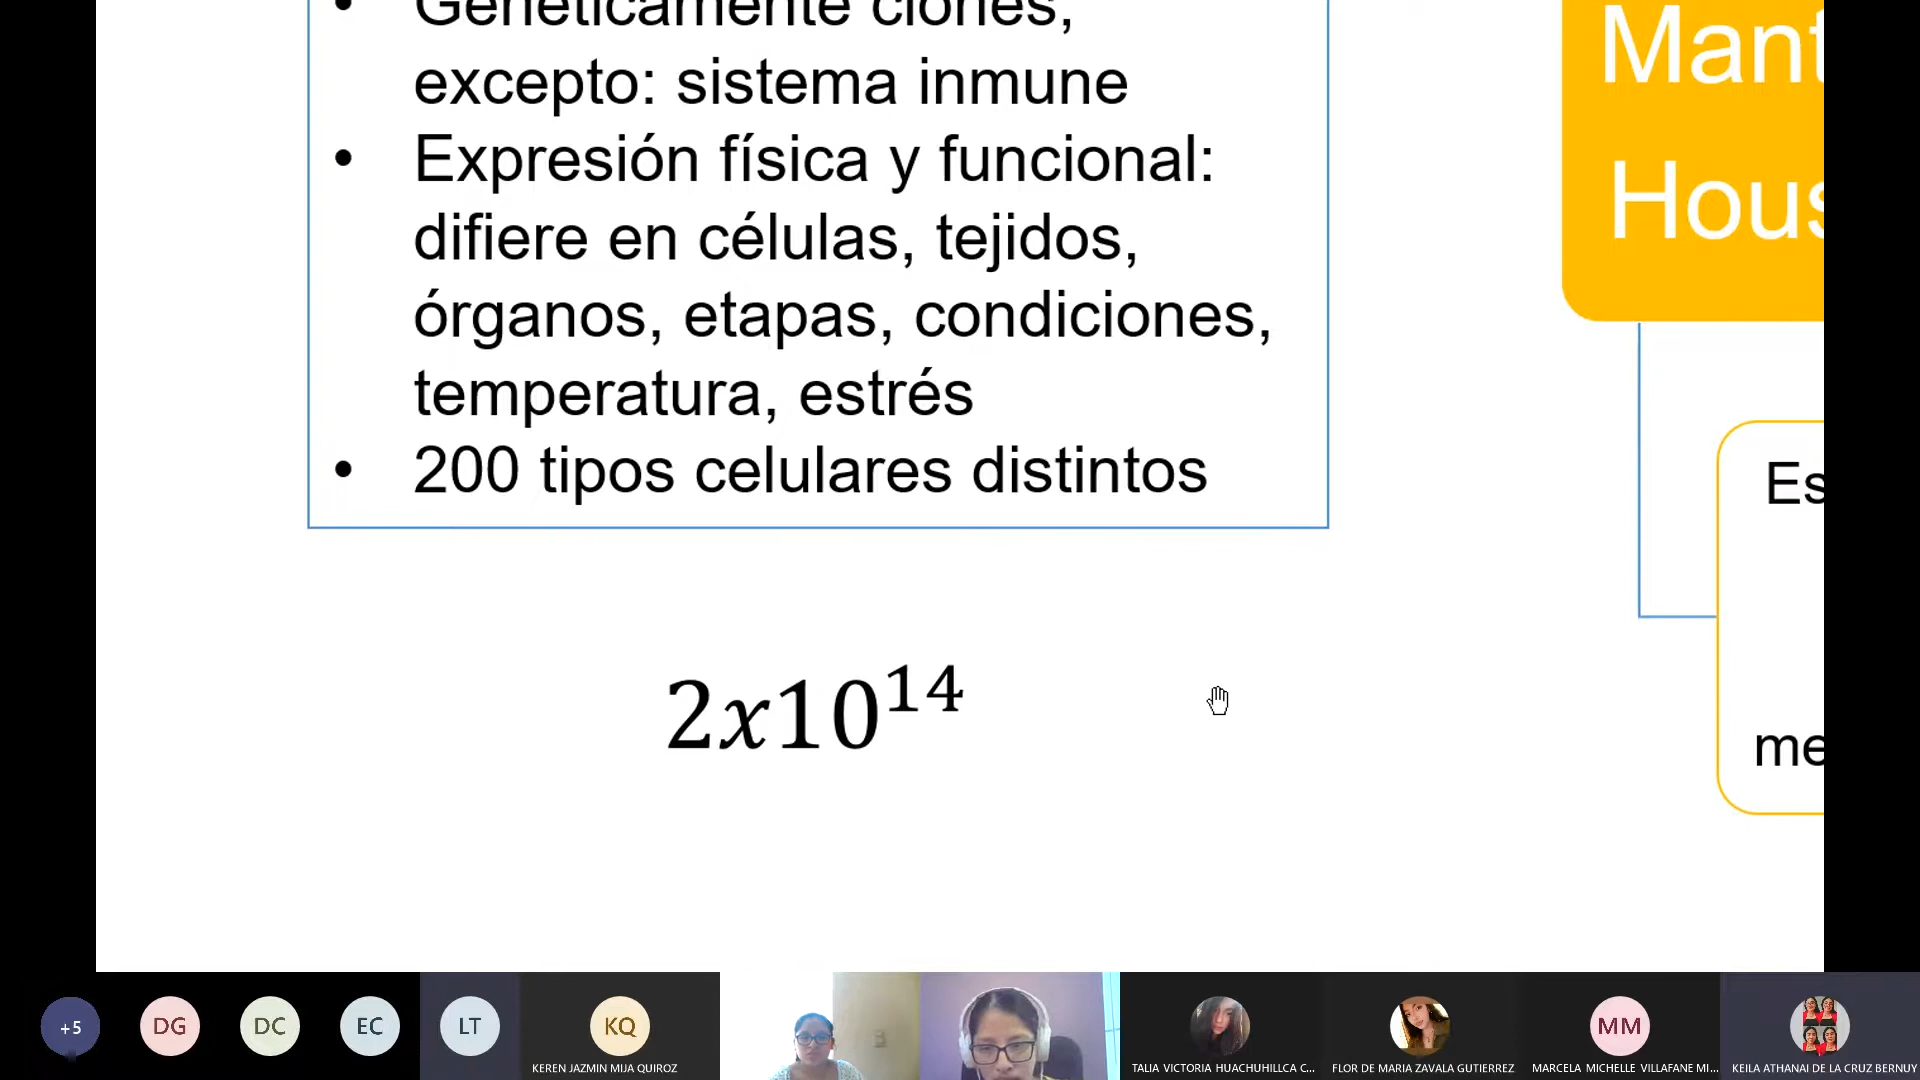 Genéticamente clones,
excepto: sistema inmune
• Expresión física y funcional:
difiere en células, tejidos,
órganos, etapas, condiciones,
temperatura, estrés
• 200 tipos celulares distintos
2x10^14
Mant
Hous
Es
me
+5
DG
DC
EC
LT
KQ
KEREN JAZMIN MIJA QUIROZ
TALIA VICTORIA HUACHUHILLCA C...
FLOR DE MARIA ZAVALA GUTIERREZ
MM
MARCELA MICHELLE VILLAFANE MI...
KEILA ATHANAI DE LA CRUZ BERNUY